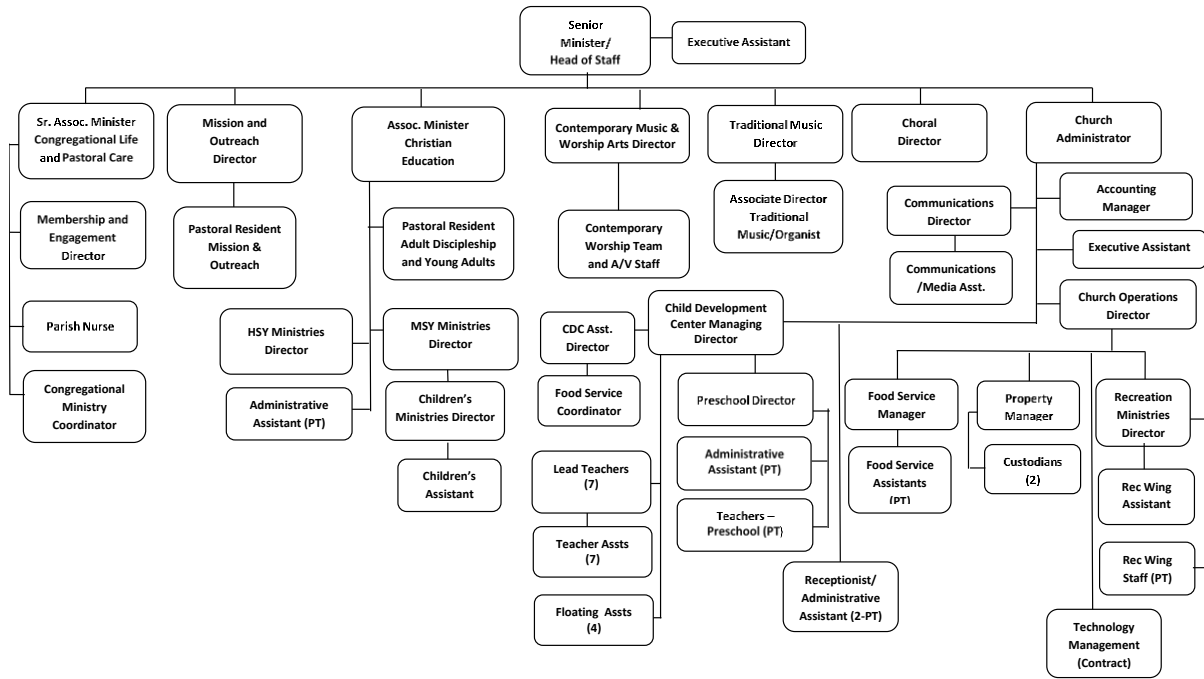 Senior
Minister/
Head of Staff
Executive Assistant
Sr. Assoc. Minister
Congregational Life
and Pastoral Care
Mission and
Outreach
Director
Assoc. Minister
Christian
Education
Contemporary Music &
Worship Arts Director
Traditional Music
Director
Choral
Director
Church
Administrator
Membership and
Engagement
Director
Parish Nurse
Congregational
Ministry
Coordinator
Pastoral Resident
Mission &
Outreach
Pastoral Resident
Adult Discipleship
and Young Adults
HSY Ministries
Director
MSY Ministries
Director
Administrative
Assistant (PT)
Children's
Ministries Director
Children's
Assistant
Contemporary
Worship Team
and A/V Staff
Associate Director
Traditional
Music/Organist
Communications
Director
Communications
/Media Asst.
Accounting
Manager
Executive Assistant
Church Operations
Director
Child Development
Center Managing
Director
CDC Asst.
Director
Food Service
Coordinator
Preschool Director
Administrative
Assistant (PT)
Teachers –
Preschool (PT)
Lead Teachers
(7)
Teacher Assts
(7)
Floating Assts
(4)
Receptionist/
Administrative
Assistant (2-PT)
Food Service
Manager
Food Service
Assistants
(PT)
Property
Manager
Custodians
(2)
Recreation
Ministries
Director
Rec Wing
Assistant
Rec Wing
Staff (PT)
Technology
Management
(Contract)